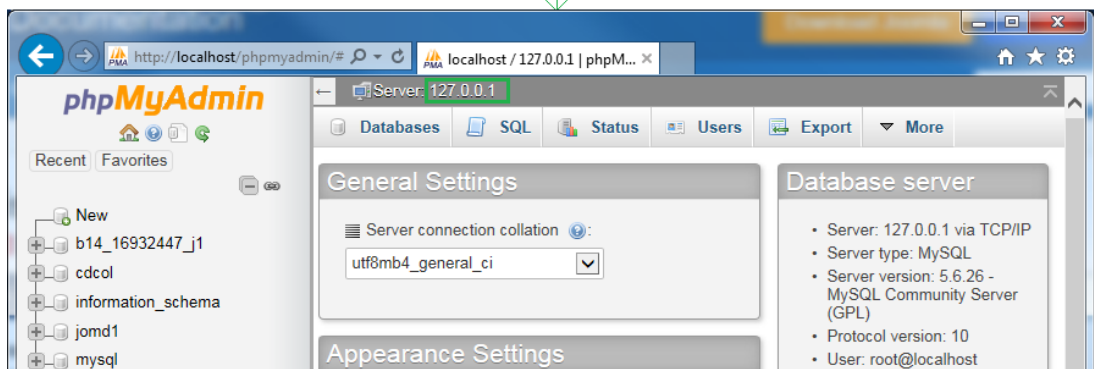 Documentation
Download Joomla
http://localhost/phpmyadmin/#
localhost / 127.0.0.1 | phpM...
phpMyAdmin
Server: 127.0.0.1
Databases SQL Status Users Export More
Recent Favorites
General Settings
Database server
New
Server connection collation :
Server: 127.0.0.1 via TCP/IP
b14_16932447_j1
utf8mb4_general_ci
Server type: MySQL
cdcol
Server version: 5.6.26 -
MySQL Community Server
(GPL)
information_schema
jomd1
Protocol version: 10
mysql
Appearance Settings
User: root@localhost